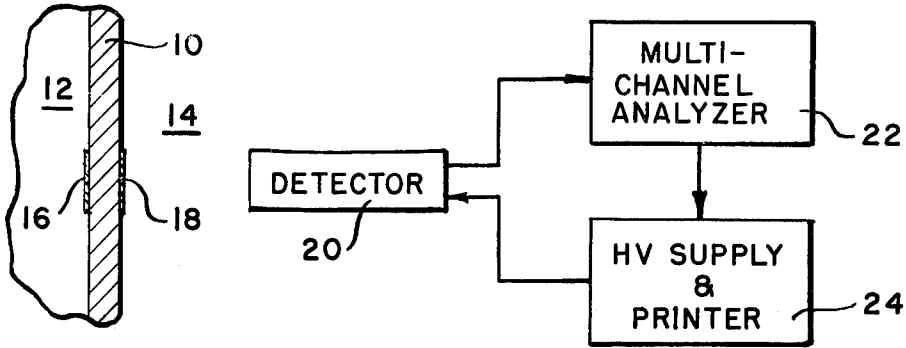 10
12
14
16
18
DETECTOR
20
MULTI-
CHANNEL
ANALYZER
22
HV SUPPLY
&
PRINTER
24